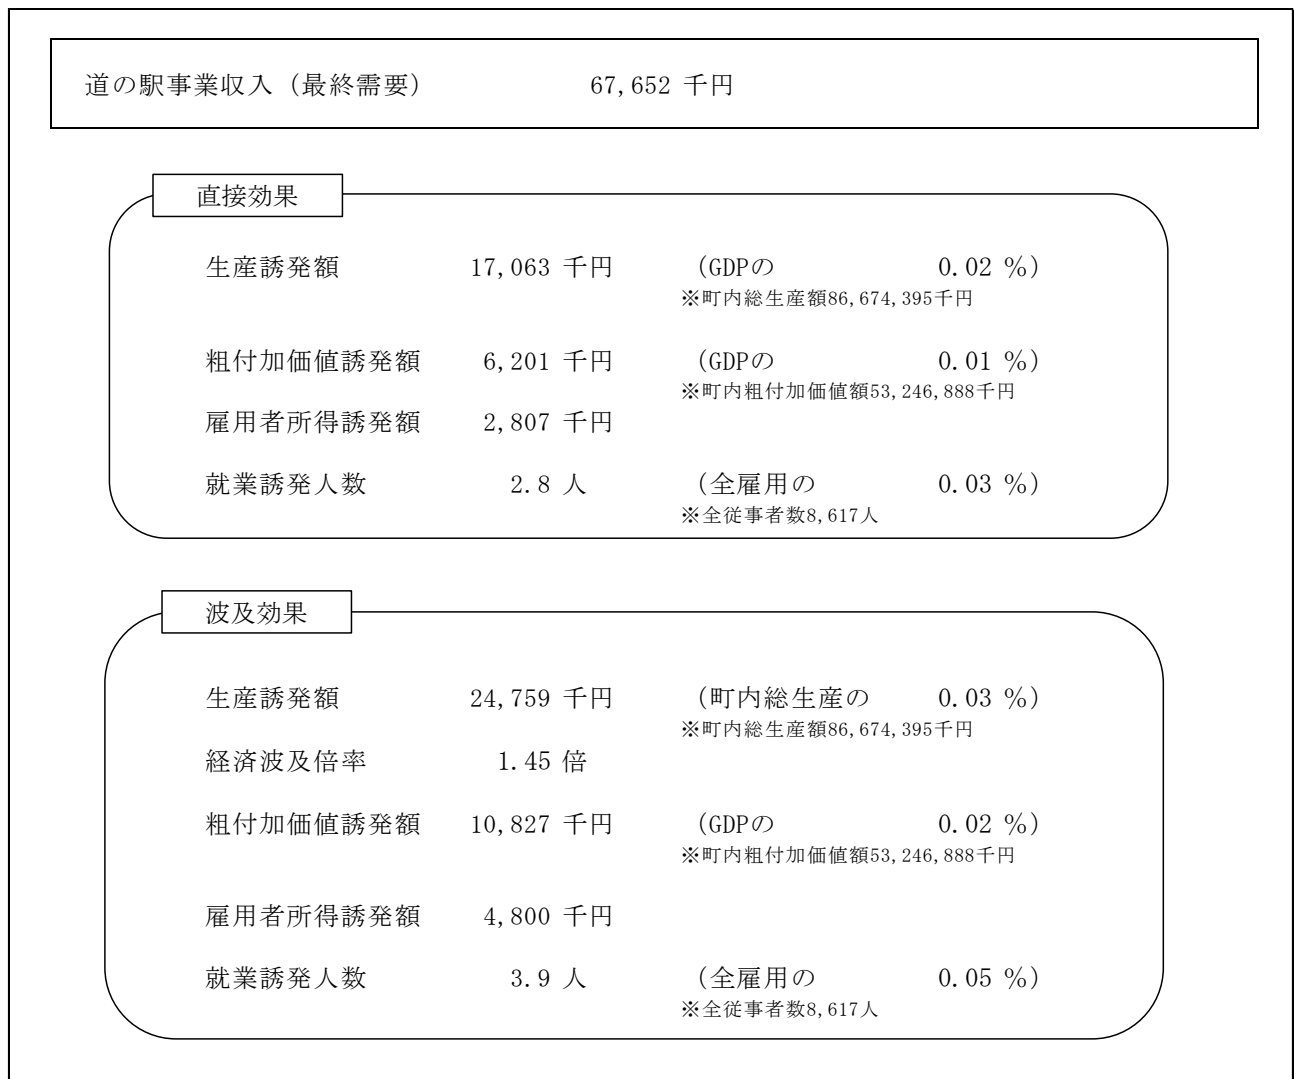 道の駅事業収入（最終需要） 67,652 千円
直接効果
生産誘発額 17,063 千円 （GDPの 0.02 %）
※町内総生産額86,674,395千円
粗付加価値誘発額 6,201 千円 （GDPの 0.01 %）
※町内粗付加価値額53,246,888千円
雇用者所得誘発額 2,807 千円
就業誘発人数 2.8 人 （全雇用の 0.03 %）
※全従事者数8,617人
波及効果
生産誘発額 24,759 千円 （町内総生産の 0.03 %）
※町内総生産額86,674,395千円
経済波及倍率 1.45 倍
粗付加価値誘発額 10,827 千円 （GDPの 0.02 %）
※町内粗付加価値額53,246,888千円
雇用者所得誘発額 4,800 千円
就業誘発人数 3.9 人 （全雇用の 0.05 %）
※全従事者数8,617人